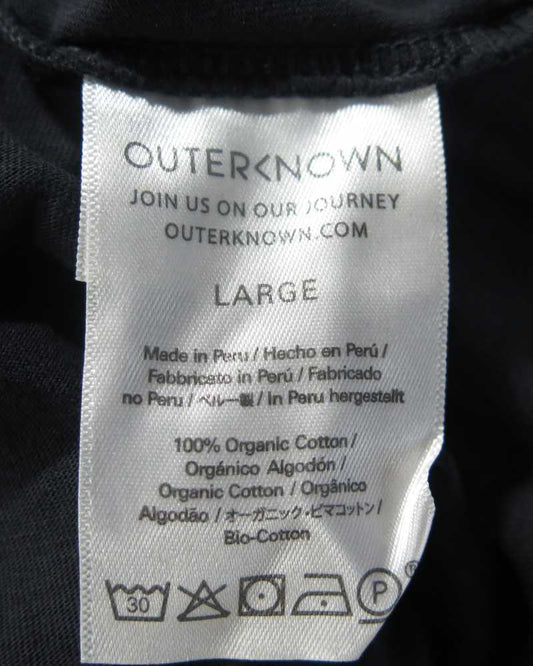 OUTERKNOWN
JOIN US ON OUR JOURNEY
OUTERKNOWN.COM
LARGE
Made in Peru / Hecho en Perú /
Fabbricato in Perú / Fabricado
no Peru / ペルー製 / In Peru hergestellt
100% Organic Cotton /
Orgánico Algodón /
Organic Cotton / Orgânico
Algodão / オーガニック・ピマコットン /
Bio-Cotton
30 P ®